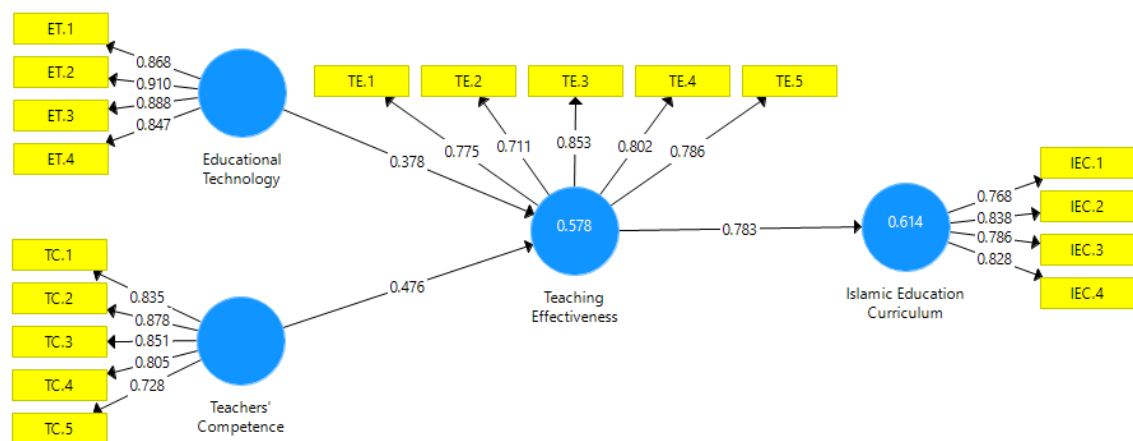 ET.1
ET.2
ET.3
ET.4
0.868
0.910
0.888
0.847
Educational
Technology
0.378
TE.1
TE.2
TE.3
TE.4
TE.5
0.775
0.711
0.853
0.802
0.786
0.578
Teaching
Effectiveness
0.783
0.614
Islamic Education
Curriculum
0.768
0.838
0.786
0.828
IEC.1
IEC.2
IEC.3
IEC.4
TC.1
TC.2
TC.3
TC.4
TC.5
0.835
0.878
0.851
0.805
0.728
Teachers'
Competence
0.476